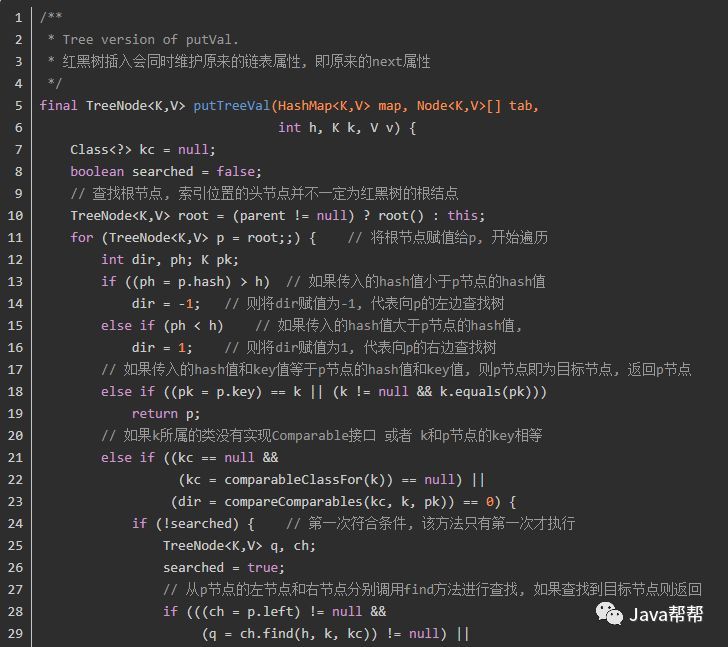 1 /**
2  * Tree version of putVal.
3  * 红黑树插入会同时维护原来的链表属性, 即原来的next属性
4  */
5 final TreeNode<K,V> putTreeVal(HashMap<K,V> map, Node<K,V>[] tab,
6                                int h, K k, V v) {
7     Class<?> kc = null;
8     boolean searched = false;
9     // 查找根节点, 索引位置的头节点并不一定为红黑树的根结点
10     TreeNode<K,V> root = (parent != null) ? root() : this;
11     for (TreeNode<K,V> p = root;;) {    // 将根节点赋值给p, 开始遍历
12         int dir, ph; K pk;
13         if ((ph = p.hash) > h)  // 如果传入的hash值小于p节点的hash值
14             dir = -1;   // 则将dir赋值为-1, 代表向p的左边查找树
15         else if (ph < h)    // 如果传入的hash值大于p节点的hash值,
16             dir = 1;    // 则将dir赋值为1, 代表向p的右边查找树
17         // 如果传入的hash值和key值等于p节点的hash值和key值, 则p节点即为目标节点, 返回p节点
18         else if ((pk = p.key) == k || (k != null && k.equals(pk)))
19             return p;
20         // 如果k所属的类没有实现Comparable接口 或者 k和p节点的key相等
21         else if ((kc == null &&
22                   (kc = comparableClassFor(k)) == null) ||
23                  (dir = compareComparables(kc, k, pk)) == 0) {
24             if (!searched) {    // 第一次符合条件, 该方法只有第一次才执行
25                 TreeNode<K,V> q, ch;
26                 searched = true;
27                 // 从p节点的左节点和右节点分别调用find方法进行查找, 如果查找到目标节点则返回
28                 if (((ch = p.left) != null &&
29                      (q = ch.find(h, k, kc)) != null) ||
Java帮帮